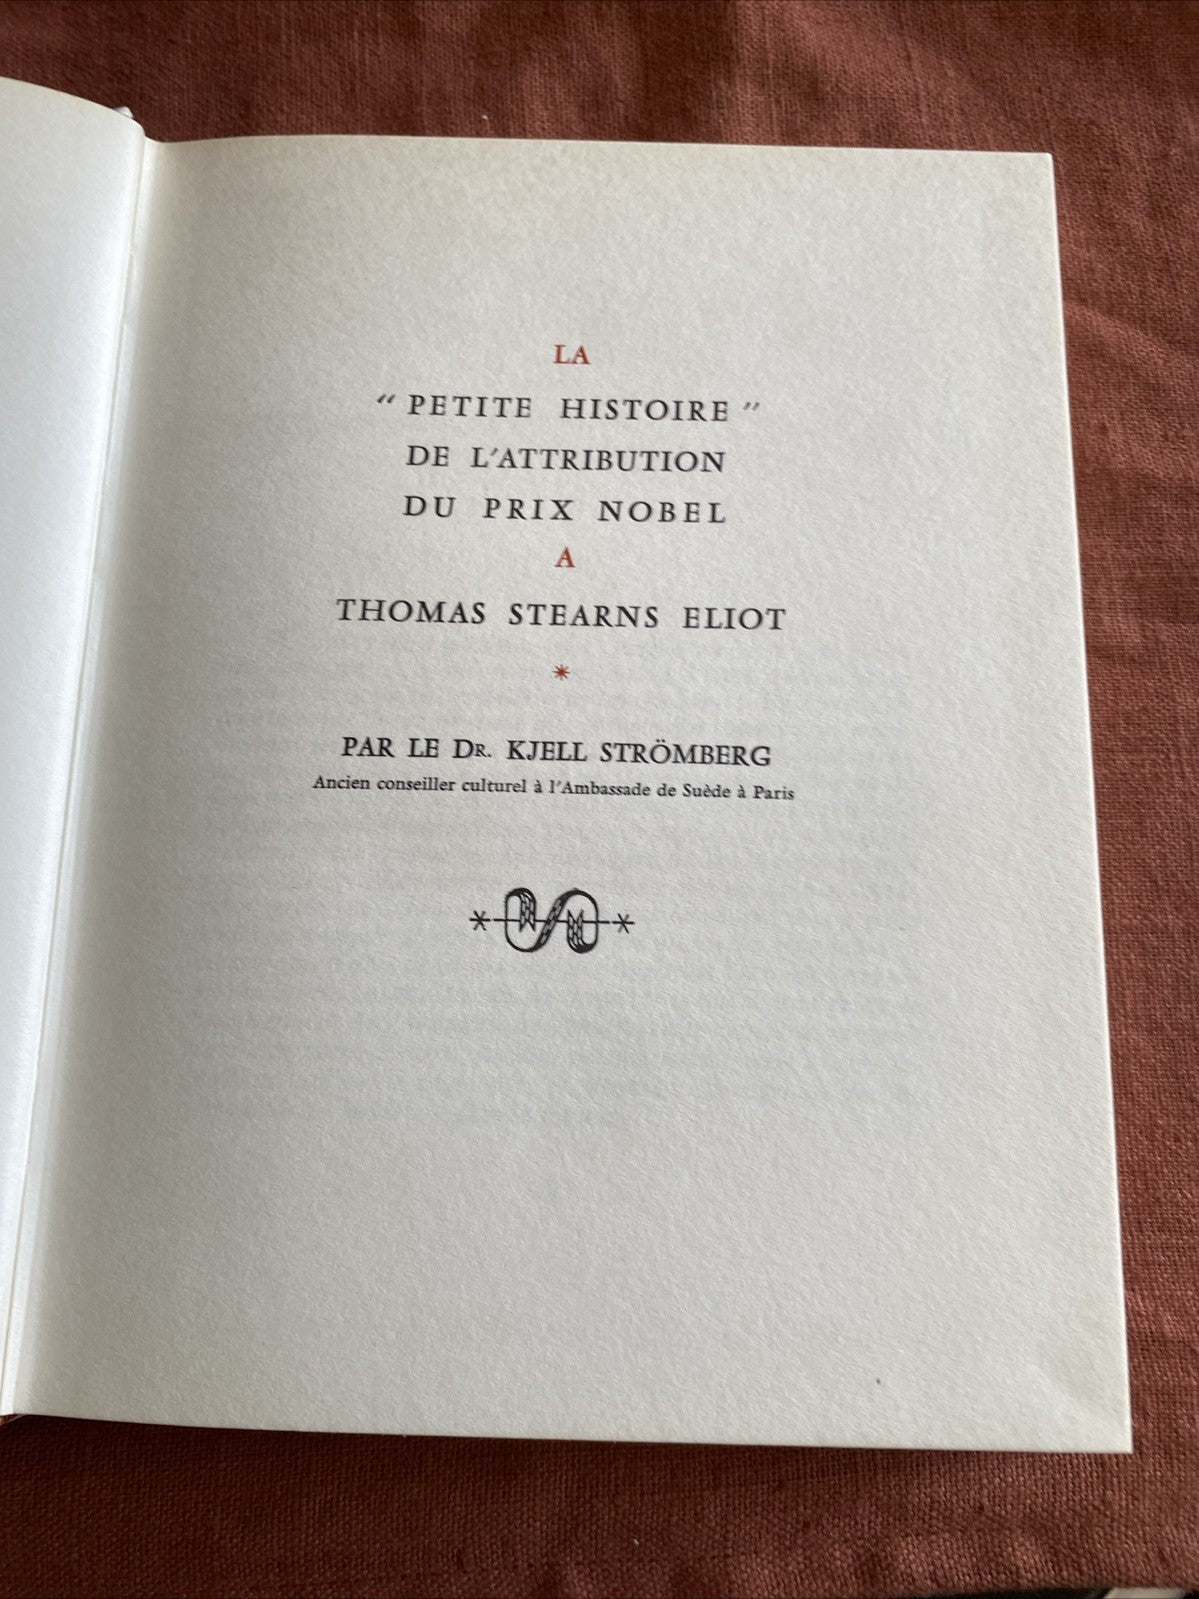 LA
“ PETITE HISTOIRE ”
DE L’ATTRIBUTION
DU PRIX NOBEL
A
THOMAS STEARNS ELIOT
*
PAR LE DR. KJELL STRÖMBERG
Ancien conseiller culturel à l’Ambassade de Suède à Paris